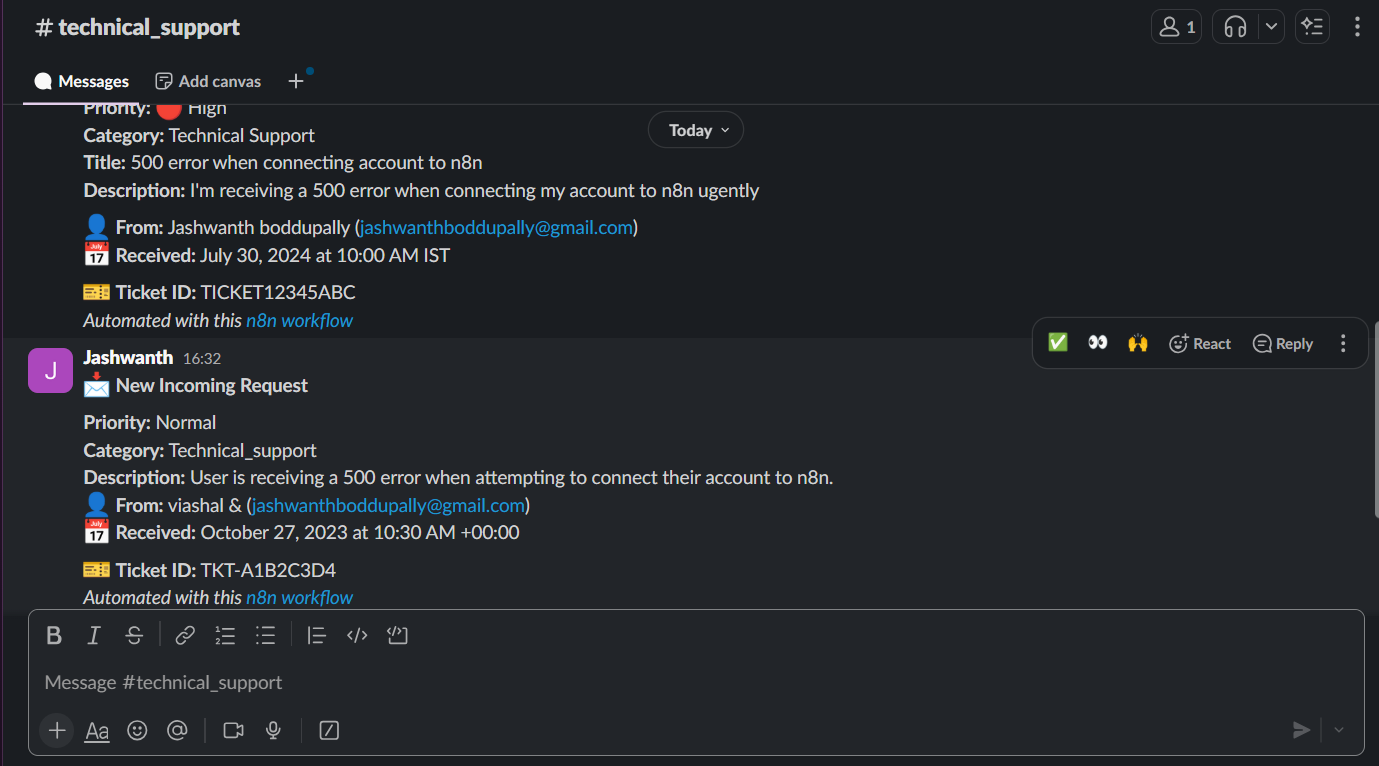 # technical_support
1
Messages
Add canvas
Priority: High
Today
Category: Technical Support
Title: 500 error when connecting account to n8n
Description: I'm receiving a 500 error when connecting my account to n8n ugently
From: Jashwanth boddupally (jashwanthboddupally@gmail.com)
July
17
Received: July 30, 2024 at 10:00 AM IST
Ticket ID: TICKET12345ABC
Automated with this n8n workflow
React
Reply
J
Jashwanth 16:32
New Incoming Request
Priority: Normal
Category: Technical_support
Description: User is receiving a 500 error when attempting to connect their account to n8n.
From: viashal & (jashwanthboddupally@gmail.com)
July
17
Received: October 27, 2023 at 10:30 AM +00:00
Ticket ID: TKT-A1B2C3D4
Automated with this n8n workflow
B I S
Message #technical_support
Aa